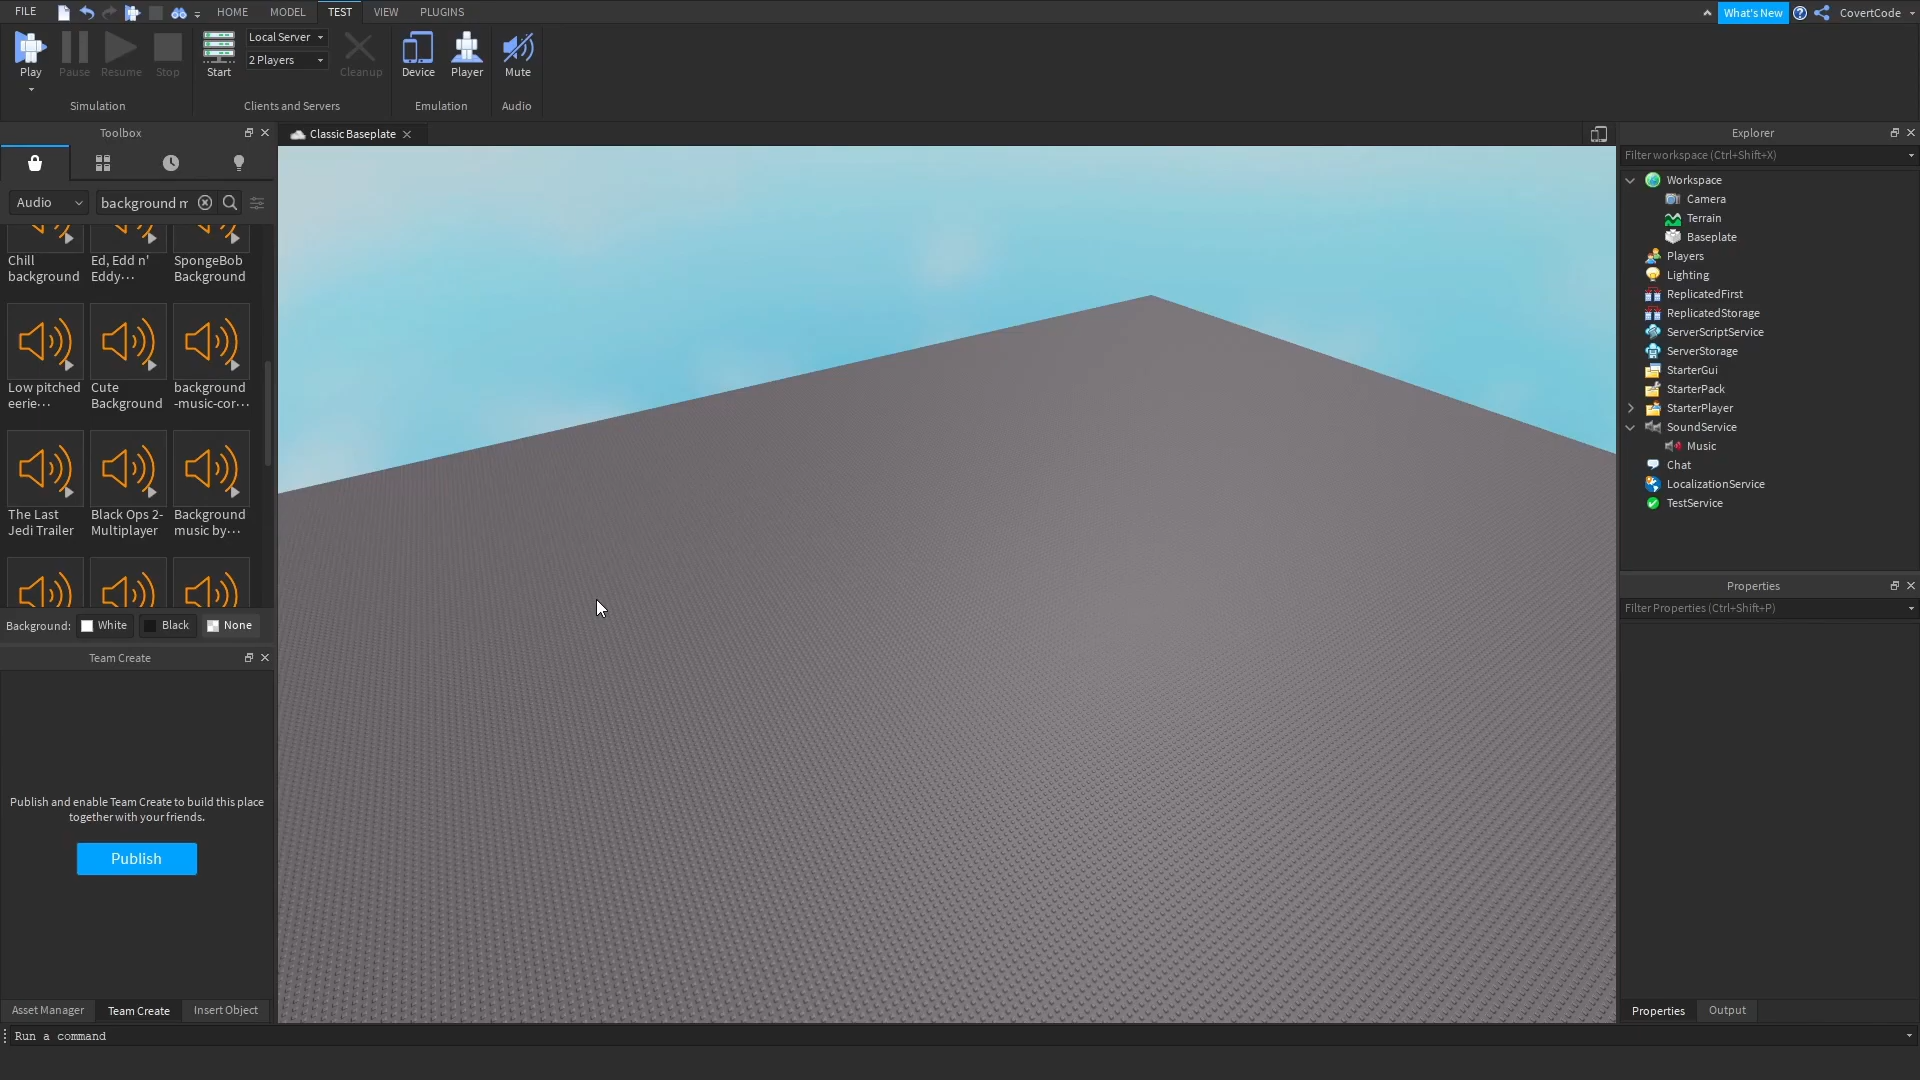 FILE HOME MODEL TEST VIEW PLUGINS What's New CovertCode
Play Pause Resume Stop Start Local Server 2 Players Cleanup Device Player Mute
Simulation Clients and Servers Emulation Audio
Toolbox
Audio background m
Chill background
Ed, Edd n' Eddy···
SpongeBob Background
Low pitched eerie···
Cute Background
background -music-cor···
The Last Jedi Trailer
Black Ops 2- Multiplayer
Background music by···
Background: White Black None
Team Create
Publish and enable Team Create to build this place
together with your friends.
Publish
Asset Manager Team Create Insert Object
Run a command
Classic Baseplate
Explorer
Filter workspace (Ctrl+Shift+X)
Workspace
Camera
Terrain
Baseplate
Players
Lighting
ReplicatedFirst
ReplicatedStorage
ServerScriptService
ServerStorage
StarterGui
StarterPack
StarterPlayer
SoundService
Music
Chat
LocalizationService
TestService
Properties
Filter Properties (Ctrl+Shift+P)
Properties Output